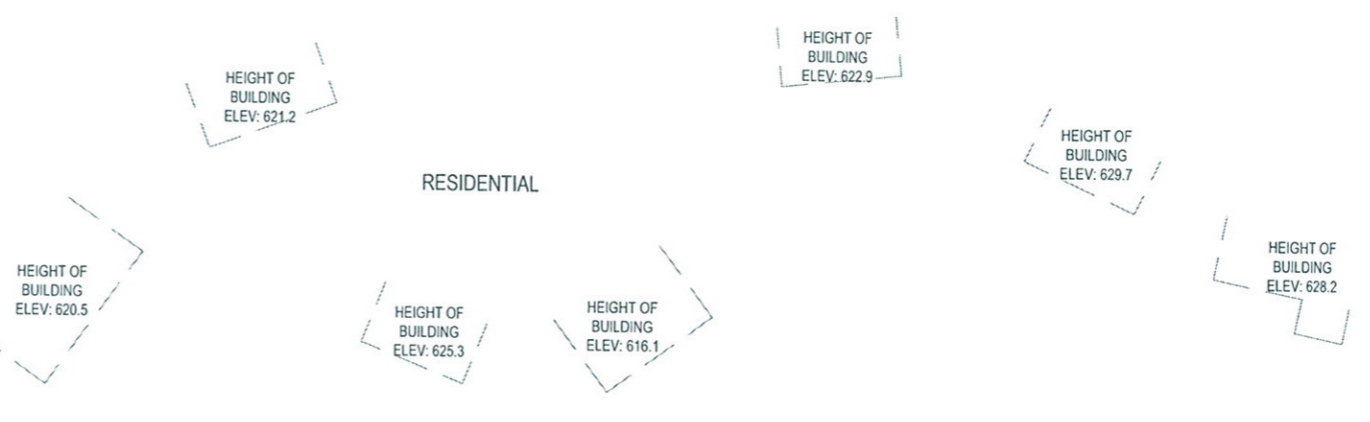 HEIGHT OF
BUILDING
ELEV: 621.2
HEIGHT OF
BUILDING
ELEV: 622.9
HEIGHT OF
BUILDING
ELEV: 629.7
RESIDENTIAL
HEIGHT OF
BUILDING
ELEV: 628.2
HEIGHT OF
BUILDING
ELEV: 620.5
HEIGHT OF
BUILDING
ELEV: 625.3
HEIGHT OF
BUILDING
ELEV: 616.1